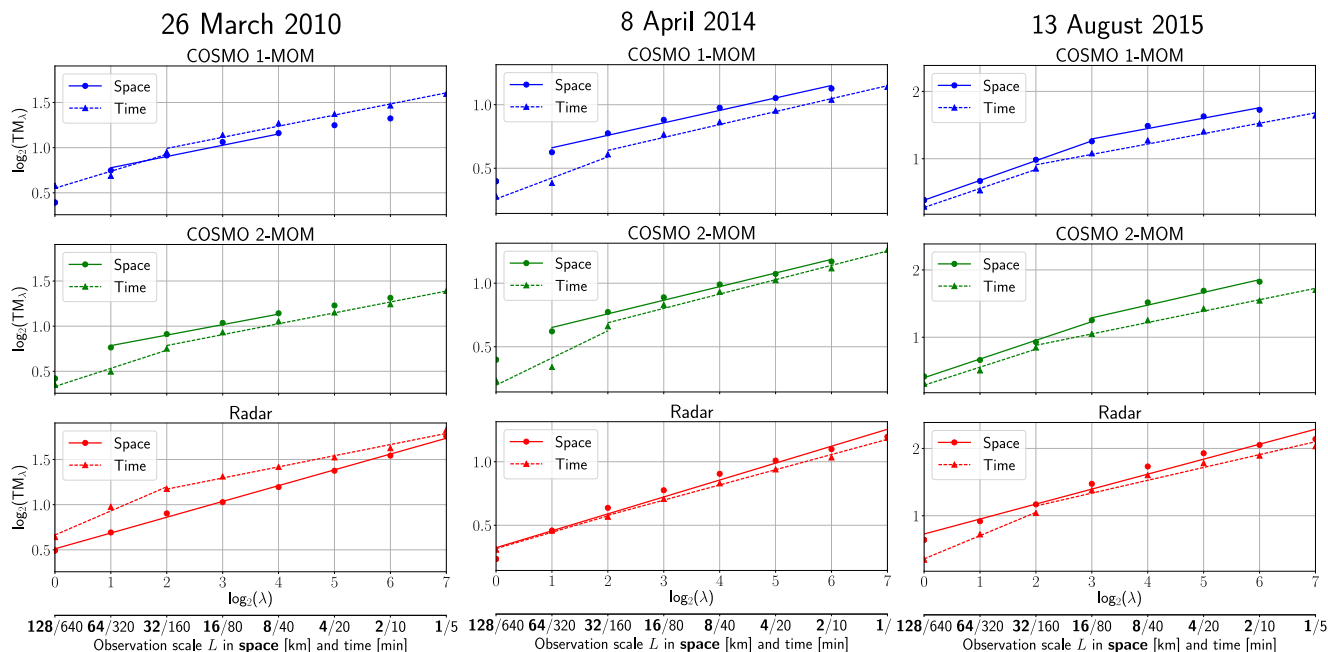 26 March 2010
8 April 2014
13 August 2015
COSMO 1-MOM
COSMO 1-MOM
COSMO 1-MOM
log₂(TMλ)
1.5
1.0
0.5
Space
Time
1.0
0.5
Space
Time
2
1
Space
Time
COSMO 2-MOM
COSMO 2-MOM
COSMO 2-MOM
log₂(TMλ)
1.5
1.0
0.5
Space
Time
1.0
0.5
Space
Time
2
1
Space
Time
Radar
Radar
Radar
log₂(TMλ)
1.5
1.0
0.5
Space
Time
1.0
0.5
Space
Time
2
1
Space
Time
0 1 2 3 4 5 6 7
0 1 2 3 4 5 6 7
0 1 2 3 4 5 6 7
log₂(λ)
log₂(λ)
log₂(λ)
128/640 64/320 32/160 16/80 8/40 4/20 2/10 1/5
128/640 64/320 32/160 16/80 8/40 4/20 2/10 1/
128/640 64/320 32/160 16/80 8/40 4/20 2/10 1/5
Observation scale L in space [km] and time [min]
Observation scale L in space [km] and time [min]
Observation scale L in space [km] and time [min]